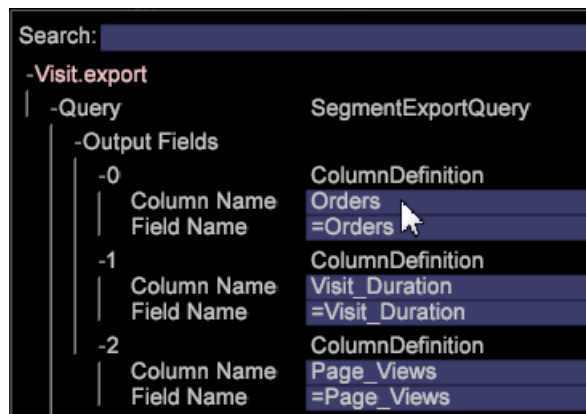 Search:
-Visit.export
-Query SegmentExportQuery
-Output Fields
-0 ColumnDefinition
Column Name Orders
Field Name =Orders
-1 ColumnDefinition
Column Name Visit_Duration
Field Name =Visit_Duration
-2 ColumnDefinition
Column Name Page_Views
Field Name =Page_Views